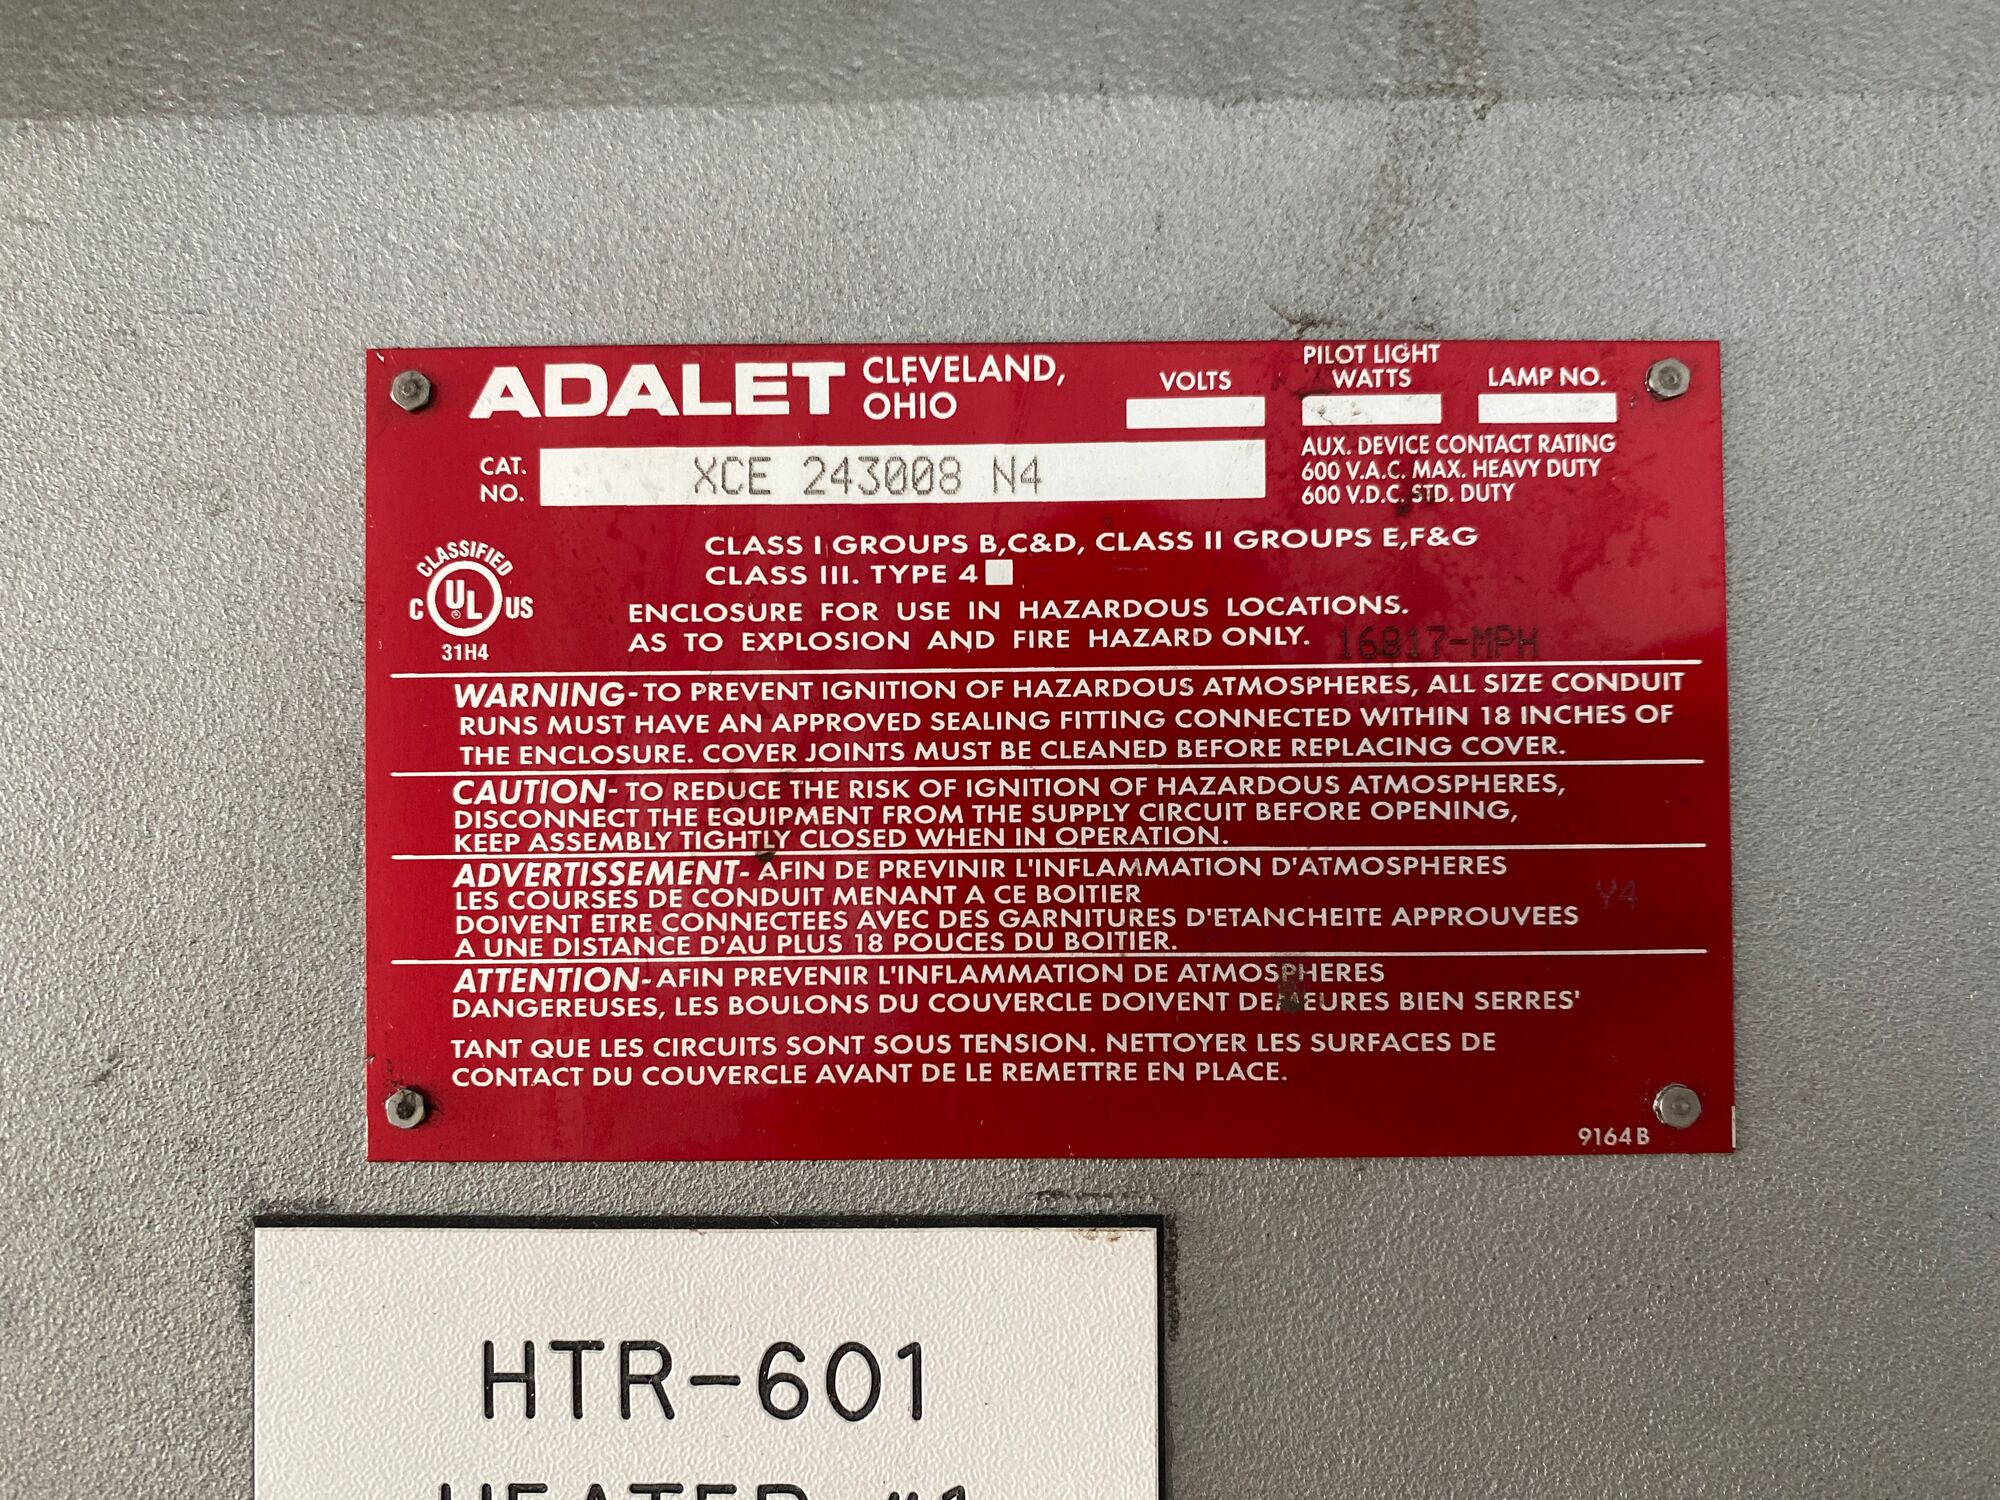 ADALET CLEVELAND, OHIO
VOLTS
PILOT LIGHT WATTS
LAMP NO.
CAT. NO. XCE 243008 N4
AUX. DEVICE CONTACT RATING
600 V.A.C. MAX. HEAVY DUTY
600 V.D.C. STD. DUTY
CLASSIFIED
C UL ® US
31H4
CLASS I GROUPS B,C&D, CLASS II GROUPS E,F&G
CLASS III. TYPE 4
ENCLOSURE FOR USE IN HAZARDOUS LOCATIONS.
AS TO EXPLOSION AND FIRE HAZARD ONLY. 16817-MPH
WARNING- TO PREVENT IGNITION OF HAZARDOUS ATMOSPHERES, ALL SIZE CONDUIT
RUNS MUST HAVE AN APPROVED SEALING FITTING CONNECTED WITHIN 18 INCHES OF
THE ENCLOSURE. COVER JOINTS MUST BE CLEANED BEFORE REPLACING COVER.
CAUTION- TO REDUCE THE RISK OF IGNITION OF HAZARDOUS ATMOSPHERES,
DISCONNECT THE EQUIPMENT FROM THE SUPPLY CIRCUIT BEFORE OPENING,
KEEP ASSEMBLY TIGHTLY CLOSED WHEN IN OPERATION.
ADVERTISSEMENT- AFIN DE PREVINIR L'INFLAMMATION D'ATMOSPHERES
LES COURSES DE CONDUIT MENANT A CE BOITIER
Y4
DOIVENT ETRE CONNECTEES AVEC DES GARNITURES D'ETANCHEITE APPROUVEES
A UNE DISTANCE D'AU PLUS 18 POUCES DU BOITIER.
ATTENTION- AFIN PREVENIR L'INFLAMMATION DE ATMOSPHERES
DANGEREUSES, LES BOULONS DU COUVERCLE DOIVENT DEMEURES BIEN SERRES'
TANT QUE LES CIRCUITS SONT SOUS TENSION. NETTOYER LES SURFACES DE
CONTACT DU COUVERCLE AVANT DE LE REMETTRE EN PLACE.
9164B
HTR-601
HEATER #1